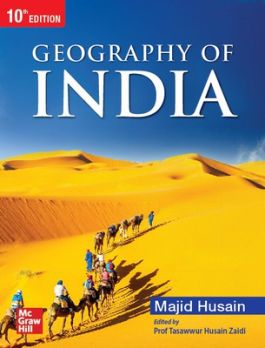 10th EDITION
GEOGRAPHY OF
INDIA
Majid Husain
Edited by
Prof Tasawwur Husain Zaidi
Mc
Graw
Hill